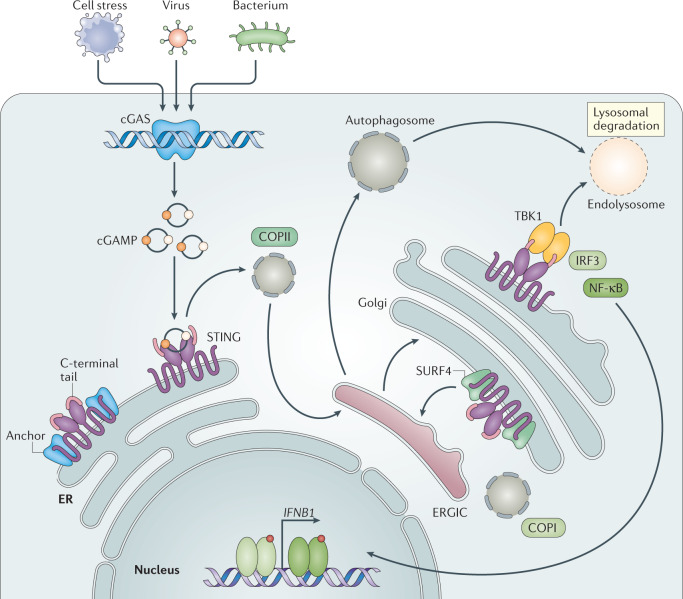 Cell stress
Virus
Bacterium
cGAS
Autophagosome
Lysosomal
degradation
Endolysosome
TBK1
cGAMP
COPII
IRF3
NF-κB
Golgi
STING
C-terminal
tail
SURF4
Anchor
ER
ERGIC
IFNB1
COPI
Nucleus